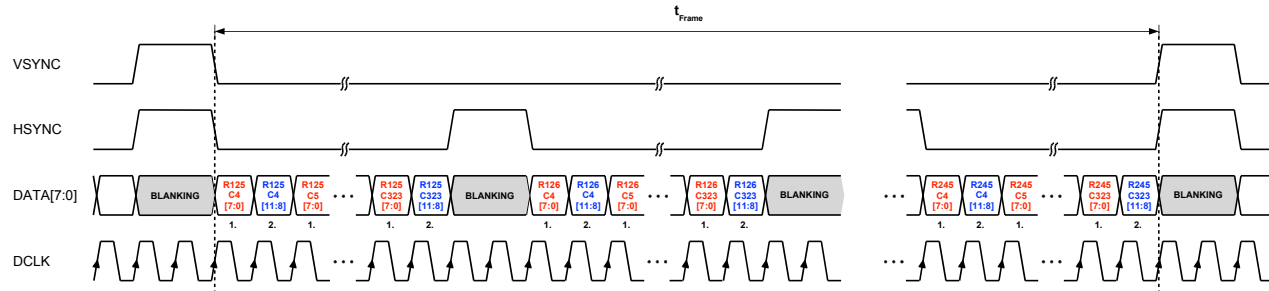 t Frame
VSYNC
HSYNC
DATA[7:0]
BLANKING
R125 C4 [7:0]
R125 C4 [11:8]
R125 C5 [7:0]
• • •
R125 C323 [7:0]
R125 C323 [11:8]
BLANKING
R126 C4 [7:0]
R126 C4 [11:8]
R126 C5 [7:0]
• • •
R126 C323 [7:0]
R126 C323 [11:8]
BLANKING
• • •
R245 C4 [7:0]
R245 C4 [11:8]
R245 C5 [7:0]
• • •
R245 C323 [7:0]
R245 C323 [11:8]
BLANKING
1. 2. 1. 1. 2. 1. 2. 1. 1. 2. 1. 2. 1. 1. 2.
DCLK
• • • • • • • • • • • •